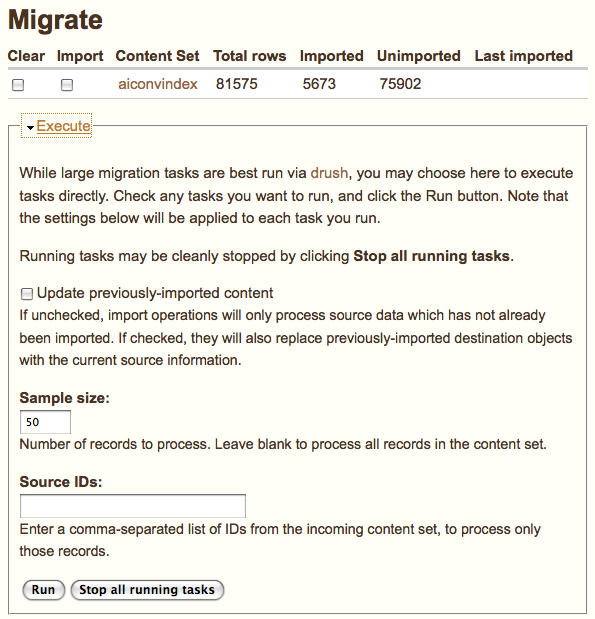 Migrate
Clear Import Content Set Total rows Imported Unimported Last imported
aiconvindex 81575 5673 75902
Execute
While large migration tasks are best run via drush, you may choose here to execute
tasks directly. Check any tasks you want to run, and click the Run button. Note that
the settings below will be applied to each task you run.
Running tasks may be cleanly stopped by clicking Stop all running tasks.
Update previously-imported content
If unchecked, import operations will only process source data which has not already
been imported. If checked, they will also replace previously-imported destination objects
with the current source information.
Sample size:
50
Number of records to process. Leave blank to process all records in the content set.
Source IDs:
Enter a comma-separated list of IDs from the incoming content set, to process only
those records.
Run Stop all running tasks